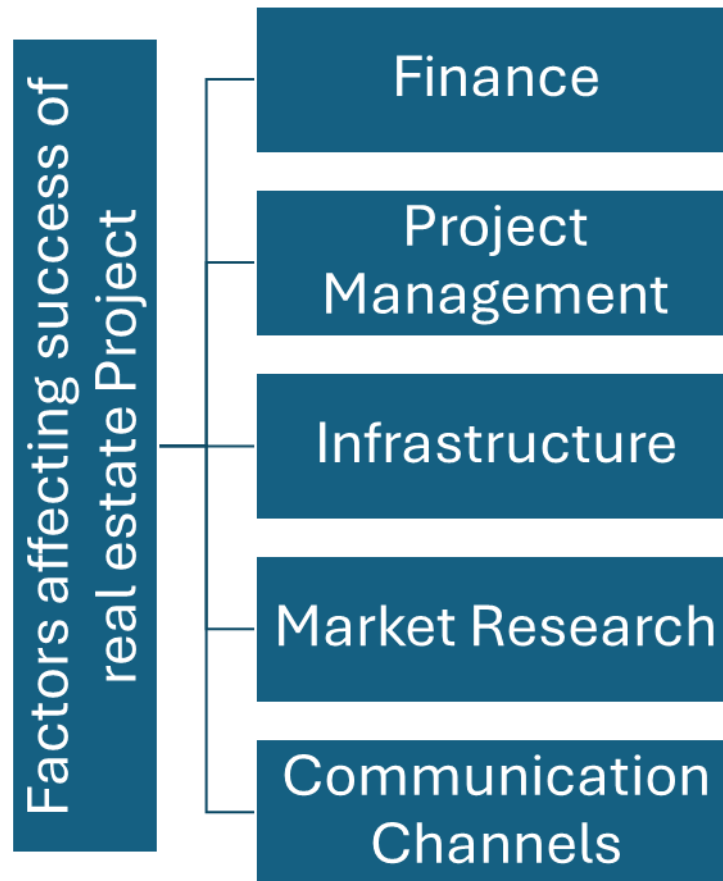 Factors affecting success of
real estate Project
Finance
Project
Management
Infrastructure
Market Research
Communication
Channels